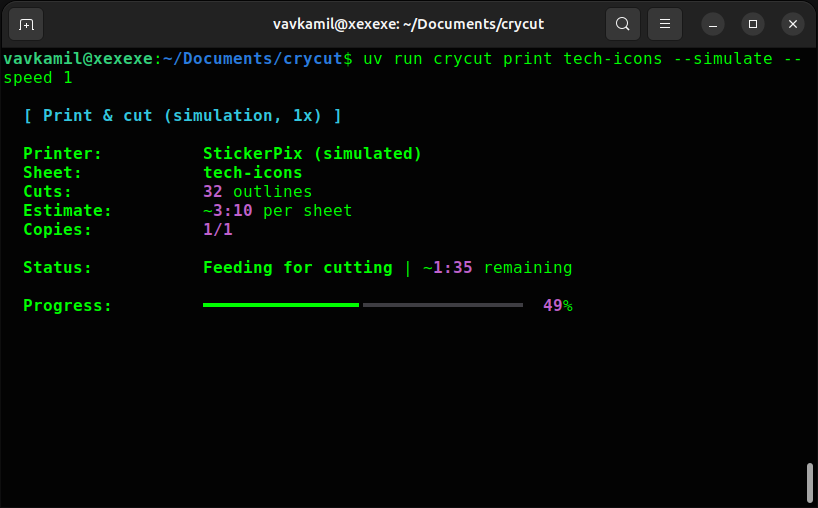 vavkamil@xexexe: ~/Documents/crycut
vavkamil@xexexe:~/Documents/crycut$ uv run crycut print tech-icons --simulate --
speed 1
[ Print & cut (simulation, 1x) ]
Printer: StickerPix (simulated)
Sheet: tech-icons
Cuts: 32 outlines
Estimate: ~3:10 per sheet
Copies: 1/1
Status: Feeding for cutting | ~1:35 remaining
Progress: 49%